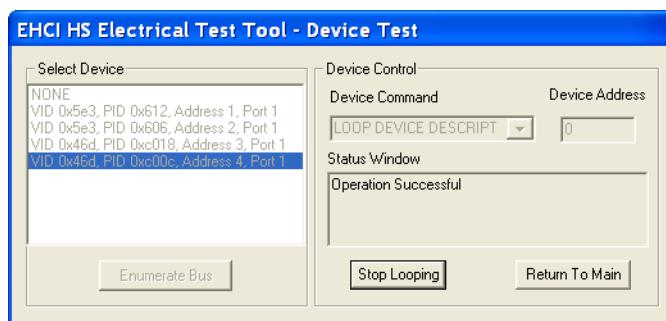 EHCI HS Electrical Test Tool - Device Test
Select Device
NONE
VID 0x5e3, PID 0x612, Address 1, Port 1
VID 0x5e3, PID 0x606, Address 2, Port 1
VID 0x46d, PID 0xc018, Address 3, Port 1
VID 0x46d, PID 0xc00c, Address 4, Port 1
Enumerate Bus
Device Control
Device Command
Device Address
LOOP DEVICE DESCRIPT
0
Status Window
Operation Successful
Stop Looping
Return To Main